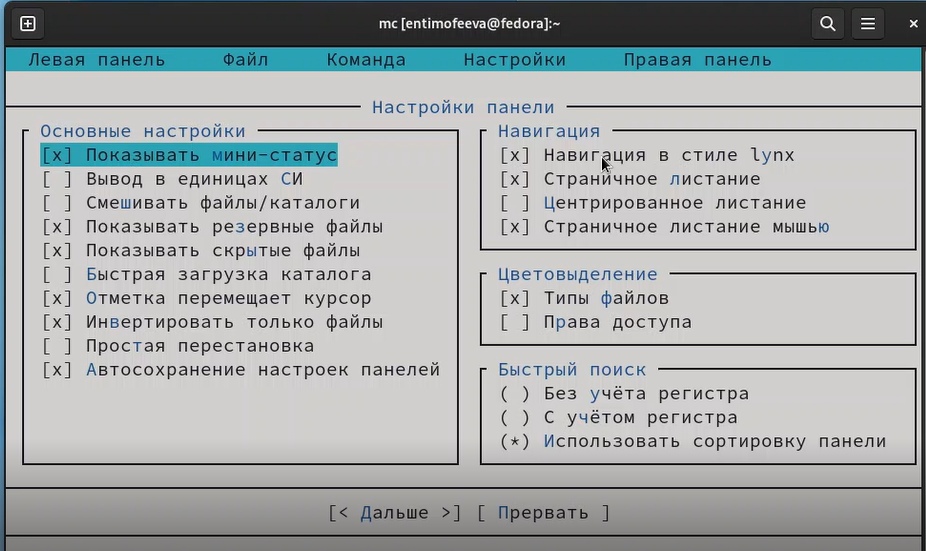 mc [entimofeeva@fedora]:~
Левая панель Файл Команда Настройки Правая панель
Настройки панели
Основные настройки
[x] Показывать мини-статус
[ ] Вывод в единицах СИ
[ ] Смешивать файлы/каталоги
[x] Показывать резервные файлы
[x] Показывать скрытые файлы
[ ] Быстрая загрузка каталога
[x] Отметка перемещает курсор
[x] Инвертировать только файлы
[ ] Простая перестановка
[x] Автосохранение настроек панелей
Навигация
[x] Навигация в стиле lynx
[x] Страничное листание
[ ] Центрированное листание
[x] Страничное листание мышью
Цветовыделение
[x] Типы файлов
[ ] Права доступа
Быстрый поиск
( ) Без учёта регистра
( ) С учётом регистра
(*) Использовать сортировку панели
[< Дальше >] [ Прервать ]